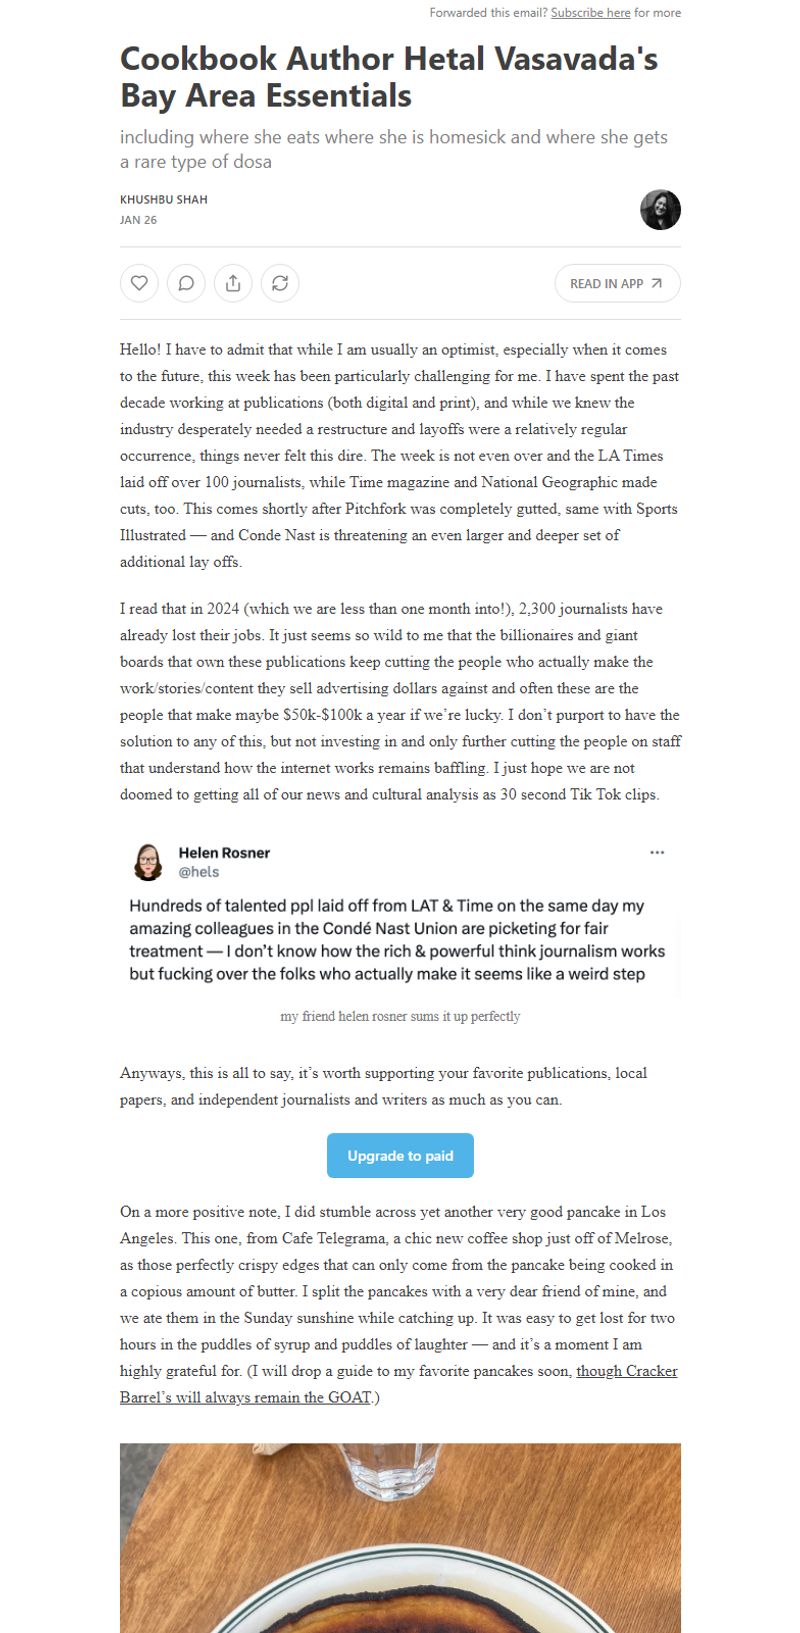 Forwarded this email? Subscribe here for more
Cookbook Author Hetal Vasavada's
Bay Area Essentials
including where she eats where she is homesick and where she gets
a rare type of dosa
KHUSHBU SHAH
JAN 26
READ IN APP
Hello! I have to admit that while I am usually an optimist, especially when it comes
to the future, this week has been particularly challenging for me. I have spent the past
decade working at publications (both digital and print), and while we knew the
industry desperately needed a restructure and layoffs were a relatively regular
occurrence, things never felt this dire. The week is not even over and the LA Times
laid off over 100 journalists, while Time magazine and National Geographic made
cuts, too. This comes shortly after Pitchfork was completely gutted, same with Sports
Illustrated — and Conde Nast is threatening an even larger and deeper set of
additional lay offs.
I read that in 2024 (which we are less than one month into!), 2,300 journalists have
already lost their jobs. It just seems so wild to me that the billionaires and giant
boards that own these publications keep cutting the people who actually make the
work/stories/content they sell advertising dollars against and often these are the
people that make maybe $50k-$100k a year if we’re lucky. I don’t purport to have the
solution to any of this, but not investing in and only further cutting the people on staff
that understand how the internet works remains baffling. I just hope we are not
doomed to getting all of our news and cultural analysis as 30 second Tik Tok clips.
Helen Rosner
@hels
Hundreds of talented ppl laid off from LAT & Time on the same day my
amazing colleagues in the Condé Nast Union are picketing for fair
treatment — I don’t know how the rich & powerful think journalism works
but fucking over the folks who actually make it seems like a weird step
my friend helen rosner sums it up perfectly
Anyways, this is all to say, it’s worth supporting your favorite publications, local
papers, and independent journalists and writers as much as you can.
Upgrade to paid
On a more positive note, I did stumble across yet another very good pancake in Los
Angeles. This one, from Cafe Telegrama, a chic new coffee shop just off of Melrose,
as those perfectly crispy edges that can only come from the pancake being cooked in
a copious amount of butter. I split the pancakes with a very dear friend of mine, and
we ate them in the Sunday sunshine while catching up. It was easy to get lost for two
hours in the puddles of syrup and puddles of laughter — and it’s a moment I am
highly grateful for. (I will drop a guide to my favorite pancakes soon, though Cracker
Barrel’s will always remain the GOAT.)